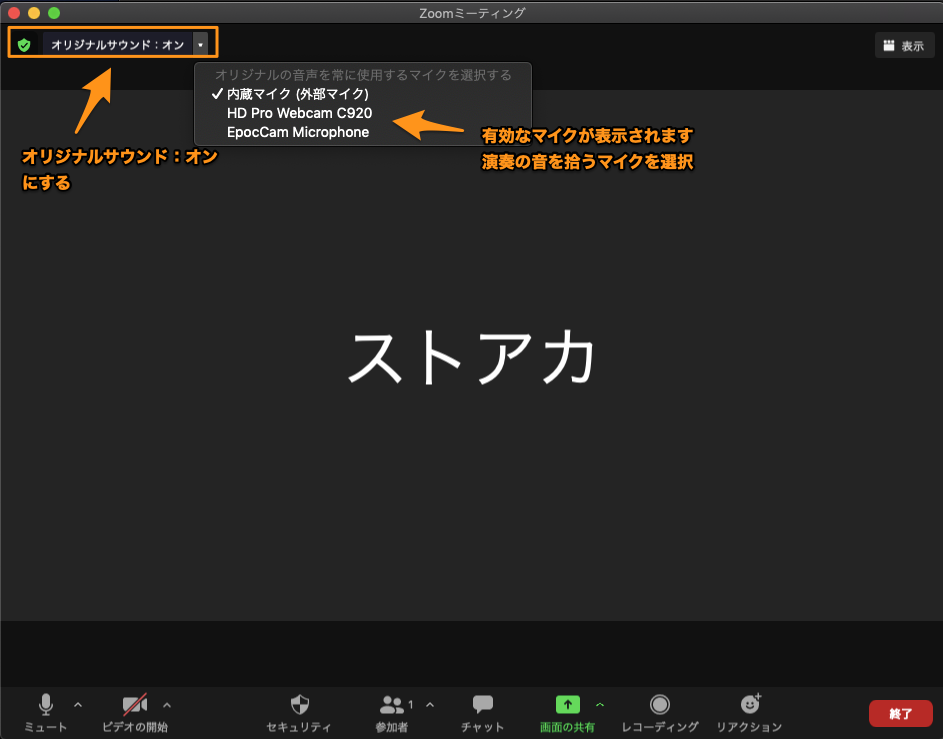 Zoomミーティング
オリジナルサウンド：オン
表示
オリジナルの音声を常に使用するマイクを選択する
内蔵マイク (外部マイク)
HD Pro Webcam C920
EpocCam Microphone
有効なマイクが表示されます
演奏の音を拾うマイクを選択
オリジナルサウンド：オン
にする
ストアカ
1
ミュート
ビデオの開始
セキュリティ
参加者
チャット
画面の共有
レコーディング
リアクション
終了